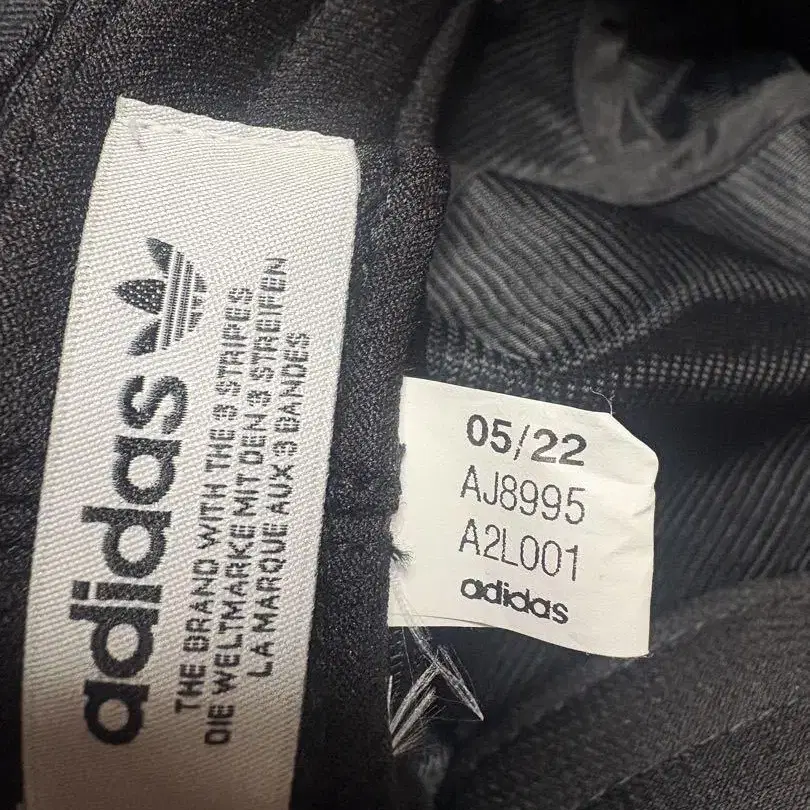 adidas
THE BRAND WITH THE 3 STRIPES
DIE WELTMARKE MIT DEN 3 STREIFEN
LA MARQUE AUX 3 BANDES
05/22
AJ8995
A2L001
adidas